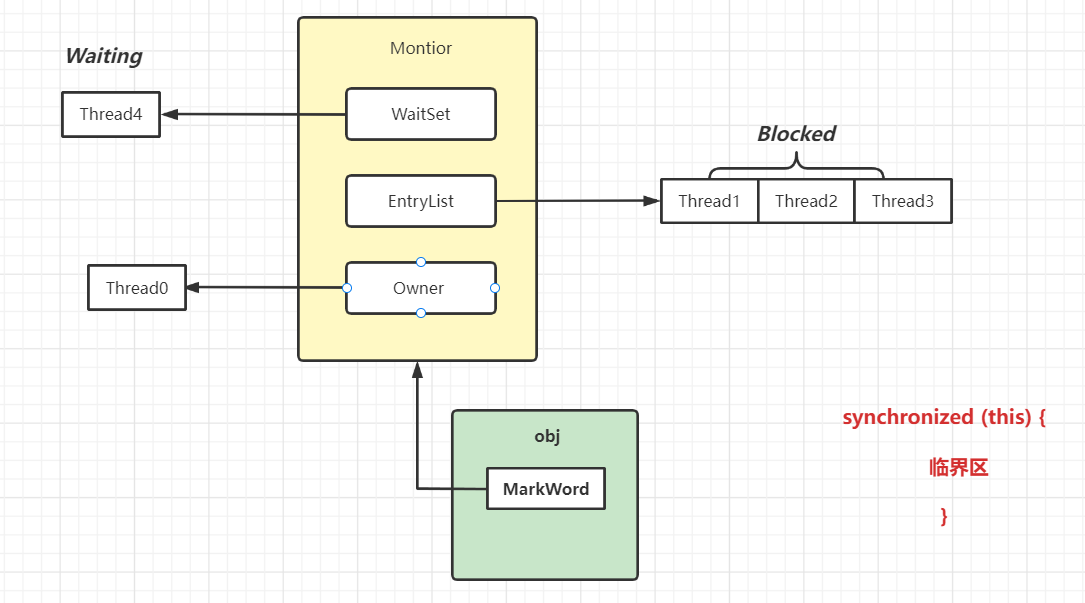 Waiting
Montior
Thread4
WaitSet
Blocked
EntryList
Thread1 Thread2 Thread3
Thread0
Owner
obj
MarkWord
synchronized (this) {
临界区
}